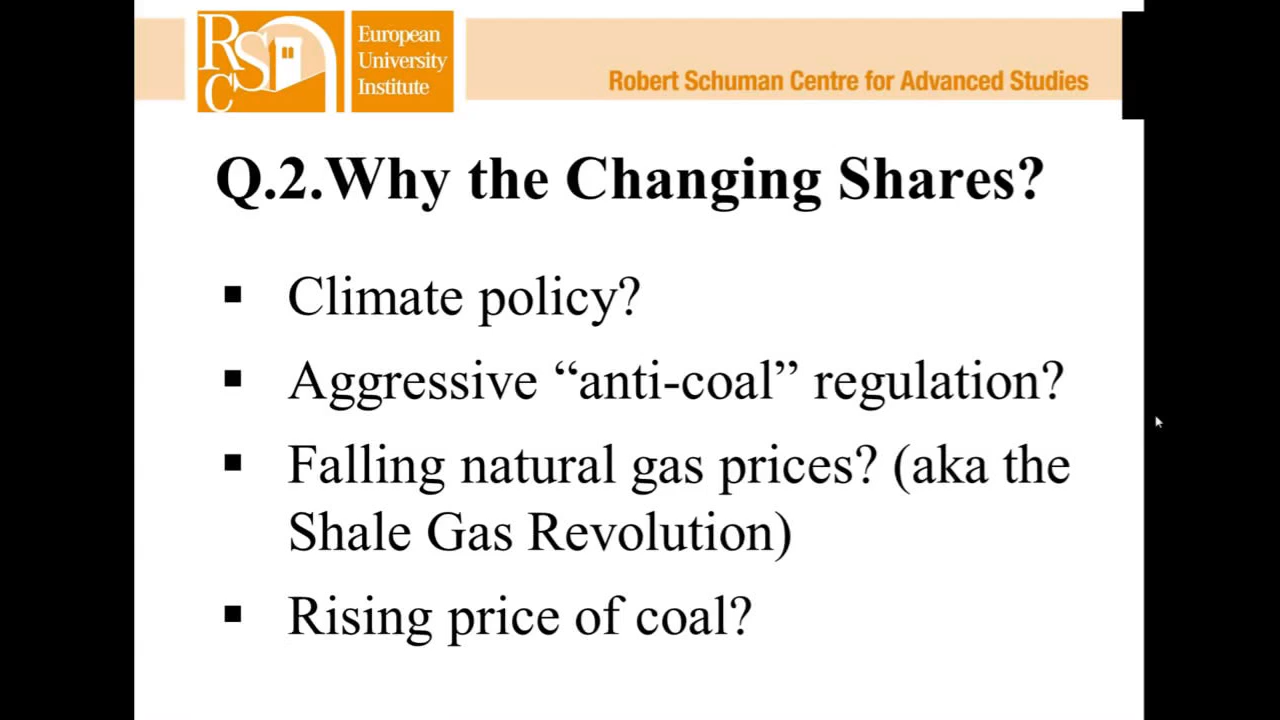 RSC
European
University
Institute
Robert Schuman Centre for Advanced Studies
Q.2.Why the Changing Shares?
▪ Climate policy?
▪ Aggressive “anti-coal” regulation?
▪ Falling natural gas prices? (aka the
Shale Gas Revolution)
▪ Rising price of coal?